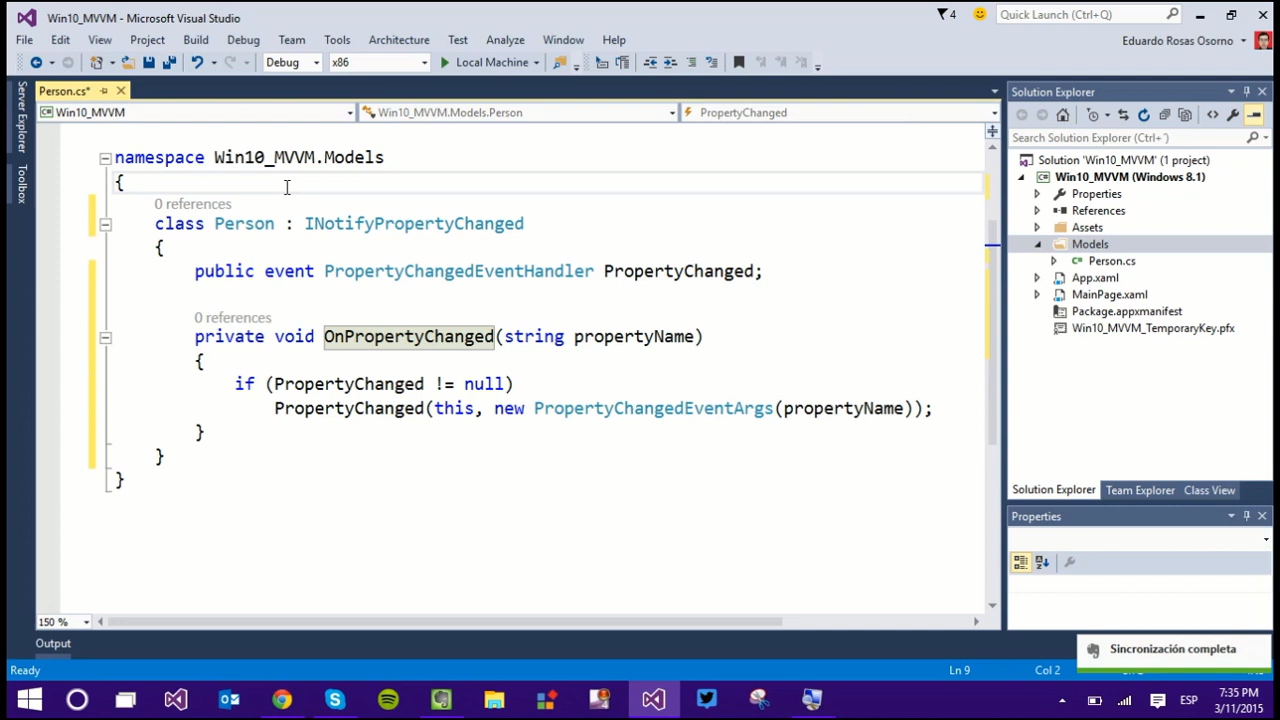 Win10_MVVM - Microsoft Visual Studio
4
Quick Launch (Ctrl+Q)
File Edit View Project Build Debug Team Tools Architecture Test Analyze Window Help
Eduardo Rosas Osorno
Debug x86 Local Machine
Server Explorer
Toolbox
Person.cs*
Win10_MVVM Win10_MVVM.Models.Person PropertyChanged
namespace Win10_MVVM.Models
{
0 references
class Person : INotifyPropertyChanged
{
public event PropertyChangedEventHandler PropertyChanged;
0 references
private void OnPropertyChanged(string propertyName)
{
if (PropertyChanged != null)
PropertyChanged(this, new PropertyChangedEventArgs(propertyName));
}
}
}
150 %
Solution Explorer
Search Solution Explorer (Ctrl+´)
Solution 'Win10_MVVM' (1 project)
Win10_MVVM (Windows 8.1)
Properties
References
Assets
Models
Person.cs
App.xaml
MainPage.xaml
Package.appxmanifest
Win10_MVVM_TemporaryKey.pfx
Solution Explorer Team Explorer Class View
Properties
Output
Sincronización completa
Ready Ln 9 Col 2
ESP
7:35 PM
3/11/2015